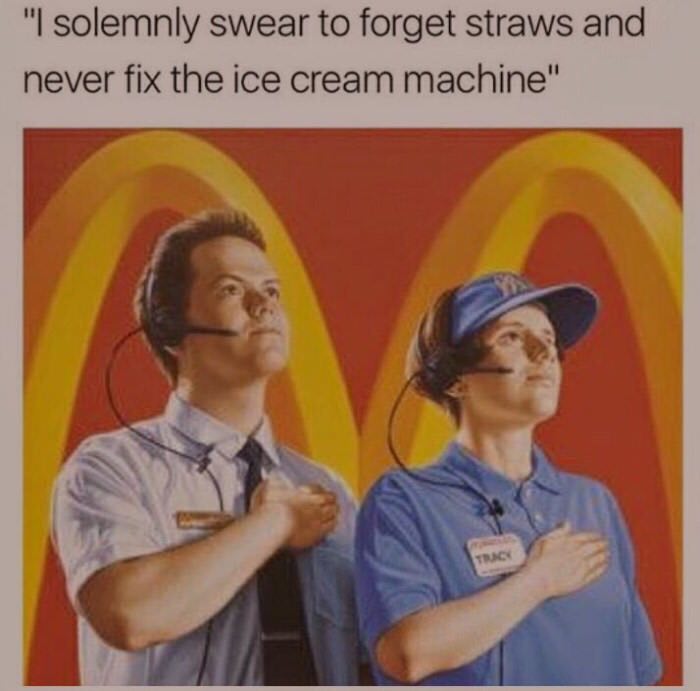 "I solemnly swear to forget straws and
never fix the ice cream machine"
TRACY